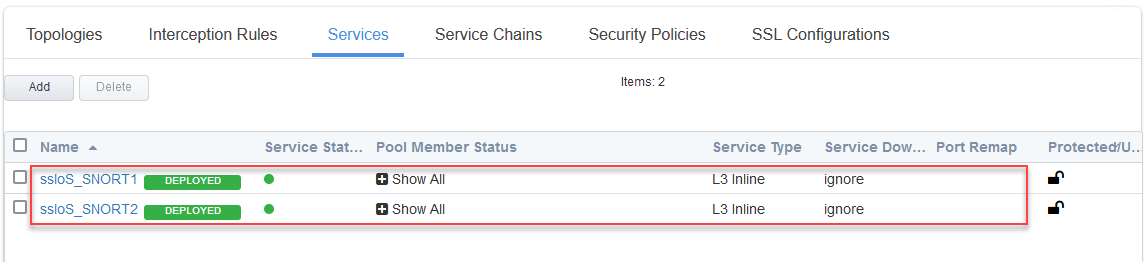 Topologies Interception Rules Services Service Chains Security Policies SSL Configurations
Add Delete Items: 2
Name Service Stat... Pool Member Status Service Type Service Dow... Port Remap Protected/U...
ssloS_SNORT1 DEPLOYED Show All L3 Inline ignore
ssloS_SNORT2 DEPLOYED Show All L3 Inline ignore